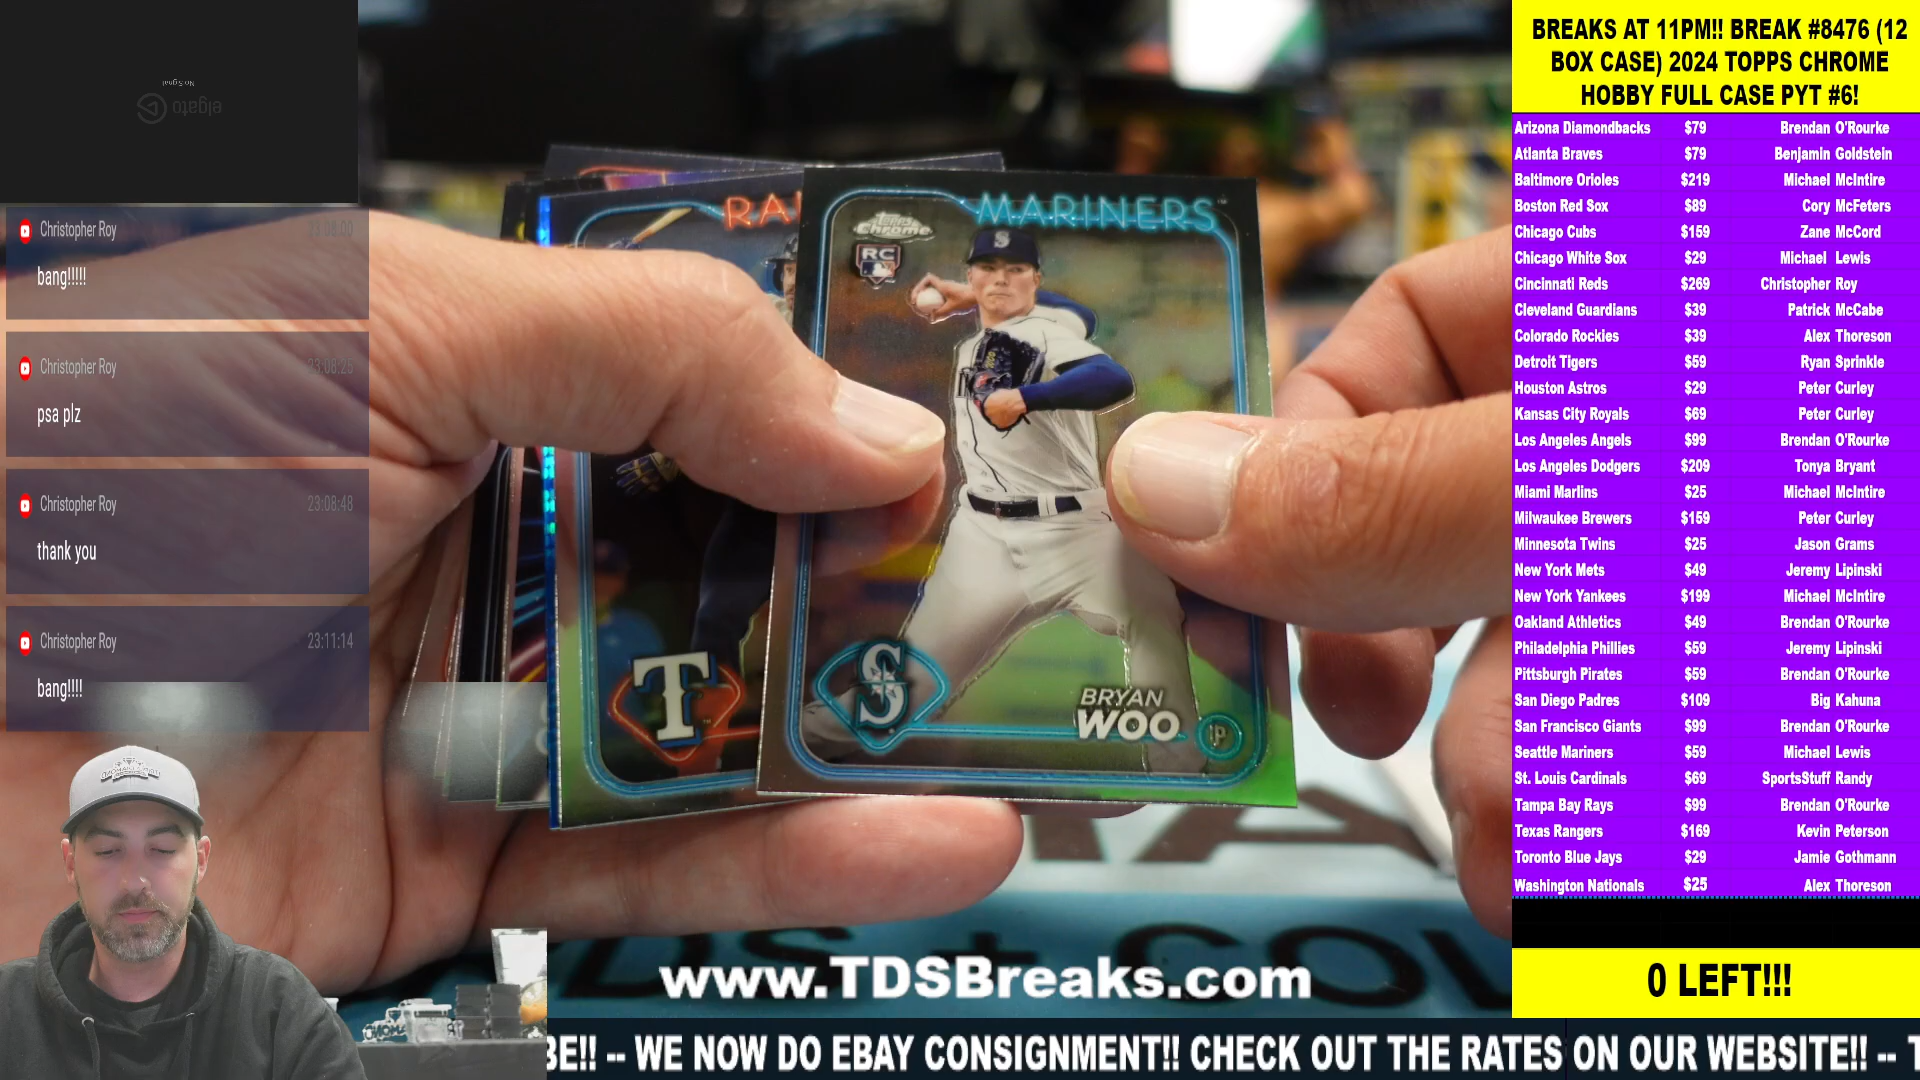 No Signal
elgato
Christopher Roy 23:08:00
bang!!!!!
Christopher Roy 23:08:25
psa plz
Christopher Roy 23:08:48
thank you
Christopher Roy 23:11:14
bang!!!!
Topps Chrome
RC
MARINERS
RA
S
T
BRYAN
WOO
www.TDSBreaks.com
BE!! -- WE NOW DO EBAY CONSIGNMENT!! CHECK OUT THE RATES ON OUR WEBSITE!! -- T
BREAKS AT 11PM!! BREAK #8476 (12
BOX CASE) 2024 TOPPS CHROME
HOBBY FULL CASE PYT #6!
Arizona Diamondbacks $79 Brendan O'Rourke
Atlanta Braves $79 Benjamin Goldstein
Baltimore Orioles $219 Michael McIntire
Boston Red Sox $89 Cory McFeters
Chicago Cubs $159 Zane McCord
Chicago White Sox $29 Michael Lewis
Cincinnati Reds $269 Christopher Roy
Cleveland Guardians $39 Patrick McCabe
Colorado Rockies $39 Alex Thoreson
Detroit Tigers $59 Ryan Sprinkle
Houston Astros $29 Peter Curley
Kansas City Royals $69 Peter Curley
Los Angeles Angels $99 Brendan O'Rourke
Los Angeles Dodgers $209 Tonya Bryant
Miami Marlins $25 Michael McIntire
Milwaukee Brewers $159 Peter Curley
Minnesota Twins $25 Jason Grams
New York Mets $49 Jeremy Lipinski
New York Yankees $199 Michael McIntire
Oakland Athletics $49 Brendan O'Rourke
Philadelphia Phillies $59 Jeremy Lipinski
Pittsburgh Pirates $59 Brendan O'Rourke
San Diego Padres $109 Big Kahuna
San Francisco Giants $99 Brendan O'Rourke
Seattle Mariners $59 Michael Lewis
St. Louis Cardinals $69 SportsStuff Randy
Tampa Bay Rays $99 Brendan O'Rourke
Texas Rangers $169 Kevin Peterson
Toronto Blue Jays $29 Jamie Gothmann
Washington Nationals $25 Alex Thoreson
0 LEFT!!!